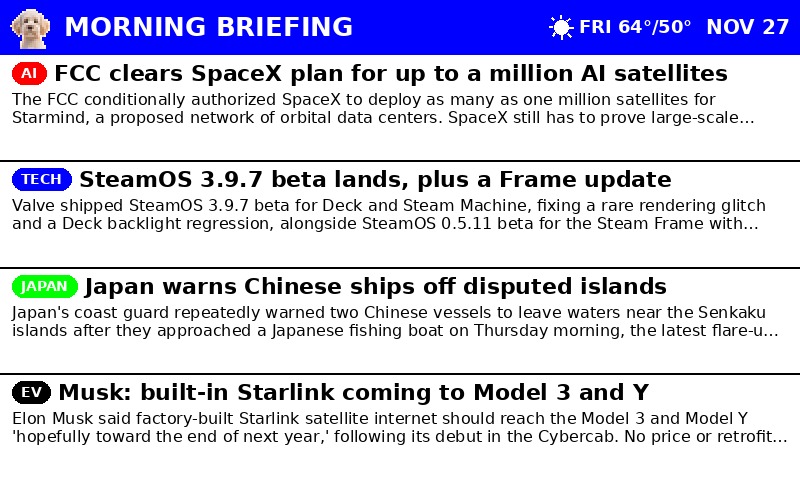 MORNING BRIEFING
FRI 64°/50° NOV 27
AI FCC clears SpaceX plan for up to a million AI satellites
The FCC conditionally authorized SpaceX to deploy as many as one million satellites for
Starmind, a proposed network of orbital data centers. SpaceX still has to prove large-scale…
TECH SteamOS 3.9.7 beta lands, plus a Frame update
Valve shipped SteamOS 3.9.7 beta for Deck and Steam Machine, fixing a rare rendering glitch
and a Deck backlight regression, alongside SteamOS 0.5.11 beta for the Steam Frame with…
JAPAN Japan warns Chinese ships off disputed islands
Japan's coast guard repeatedly warned two Chinese vessels to leave waters near the Senkaku
islands after they approached a Japanese fishing boat on Thursday morning, the latest flare-u…
EV Musk: built-in Starlink coming to Model 3 and Y
Elon Musk said factory-built Starlink satellite internet should reach the Model 3 and Model Y
'hopefully toward the end of next year,' following its debut in the Cybercab. No price or retrofit…